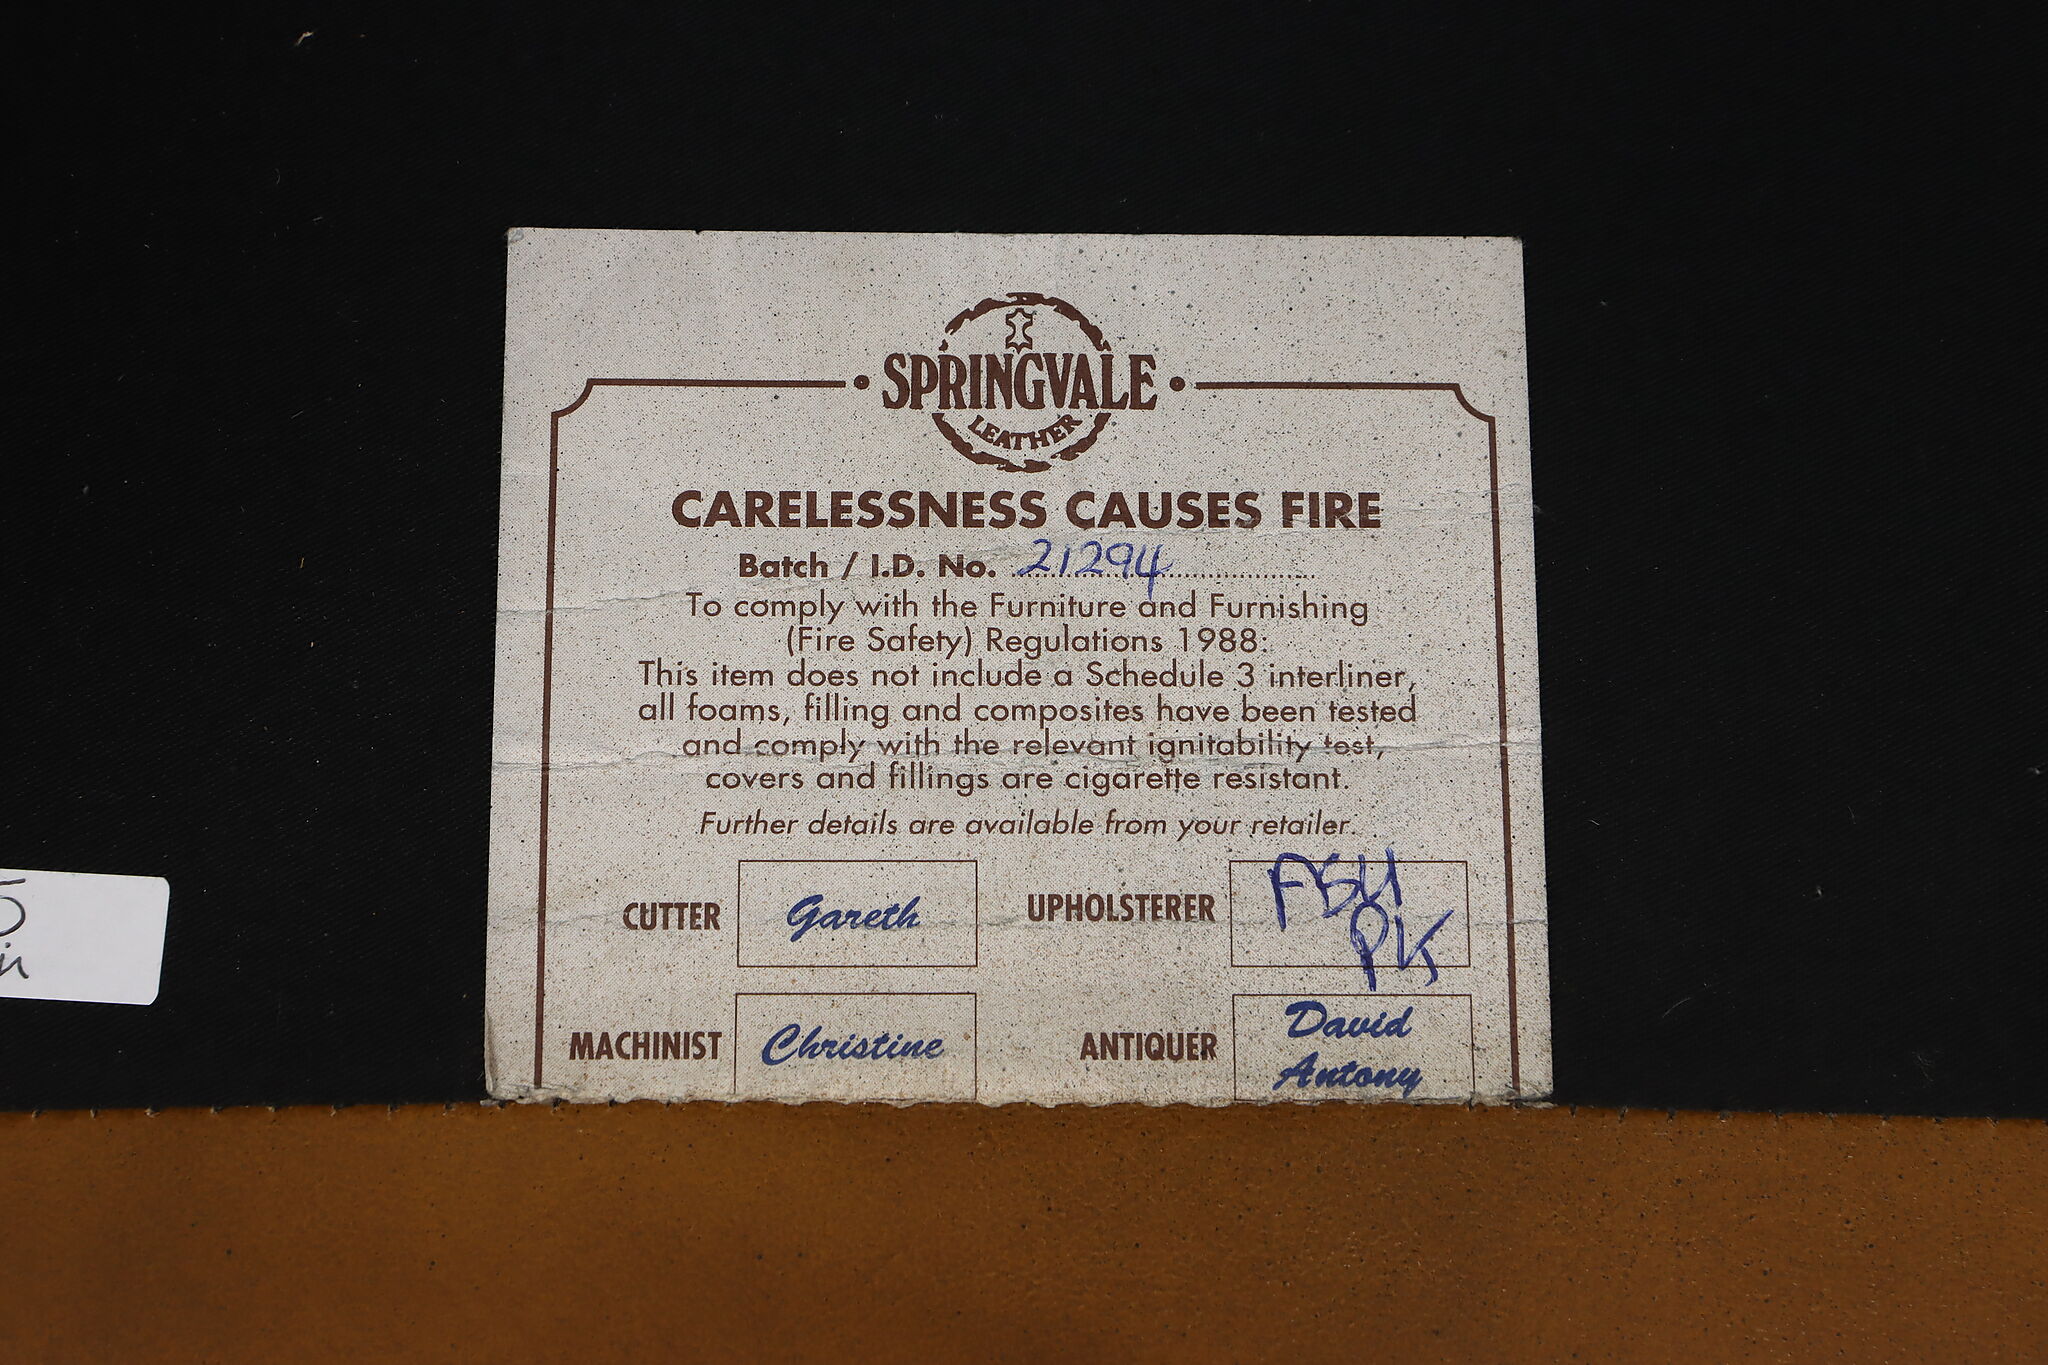 SPRINGVALE
LEATHER
CARELESSNESS CAUSES FIRE
Batch / I.D. No. 21294
To comply with the Furniture and Furnishing
(Fire Safety) Regulations 1988:
This item does not include a Schedule 3 interliner,
all foams, filling and composites have been tested
and comply with the relevant ignitability test,
covers and fillings are cigarette resistant.
Further details are available from your retailer.
CUTTER Gareth
UPHOLSTERER
PK
MACHINIST Christine
ANTIQUER David
Antony